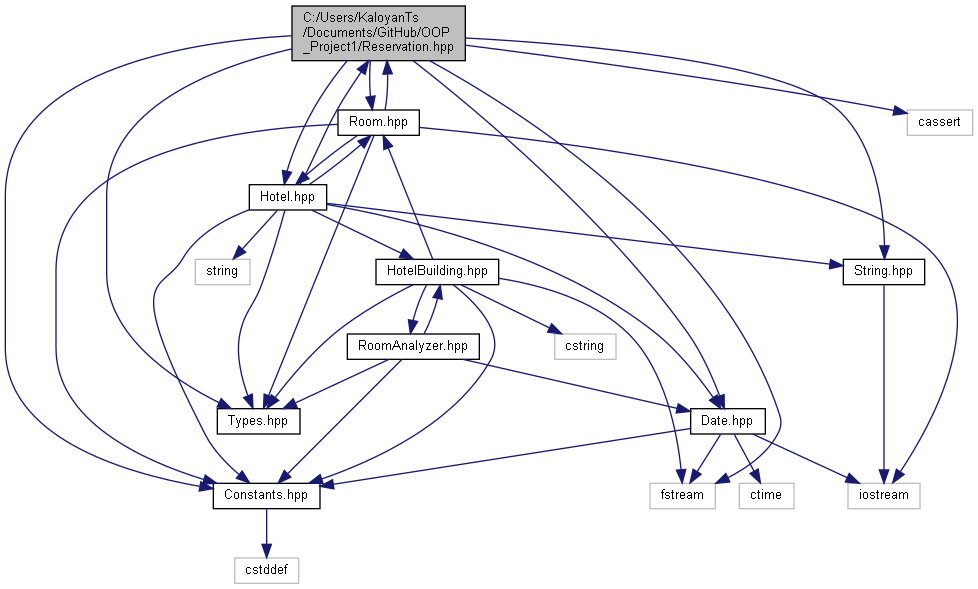 C:/Users/KaloyanTs
/Documents/GitHub/OOP
_Project1/Reservation.hpp
Room.hpp
cassert
Hotel.hpp
string
HotelBuilding.hpp
String.hpp
RoomAnalyzer.hpp
cstring
Types.hpp
Date.hpp
Constants.hpp
fstream
ctime
iostream
cstddef